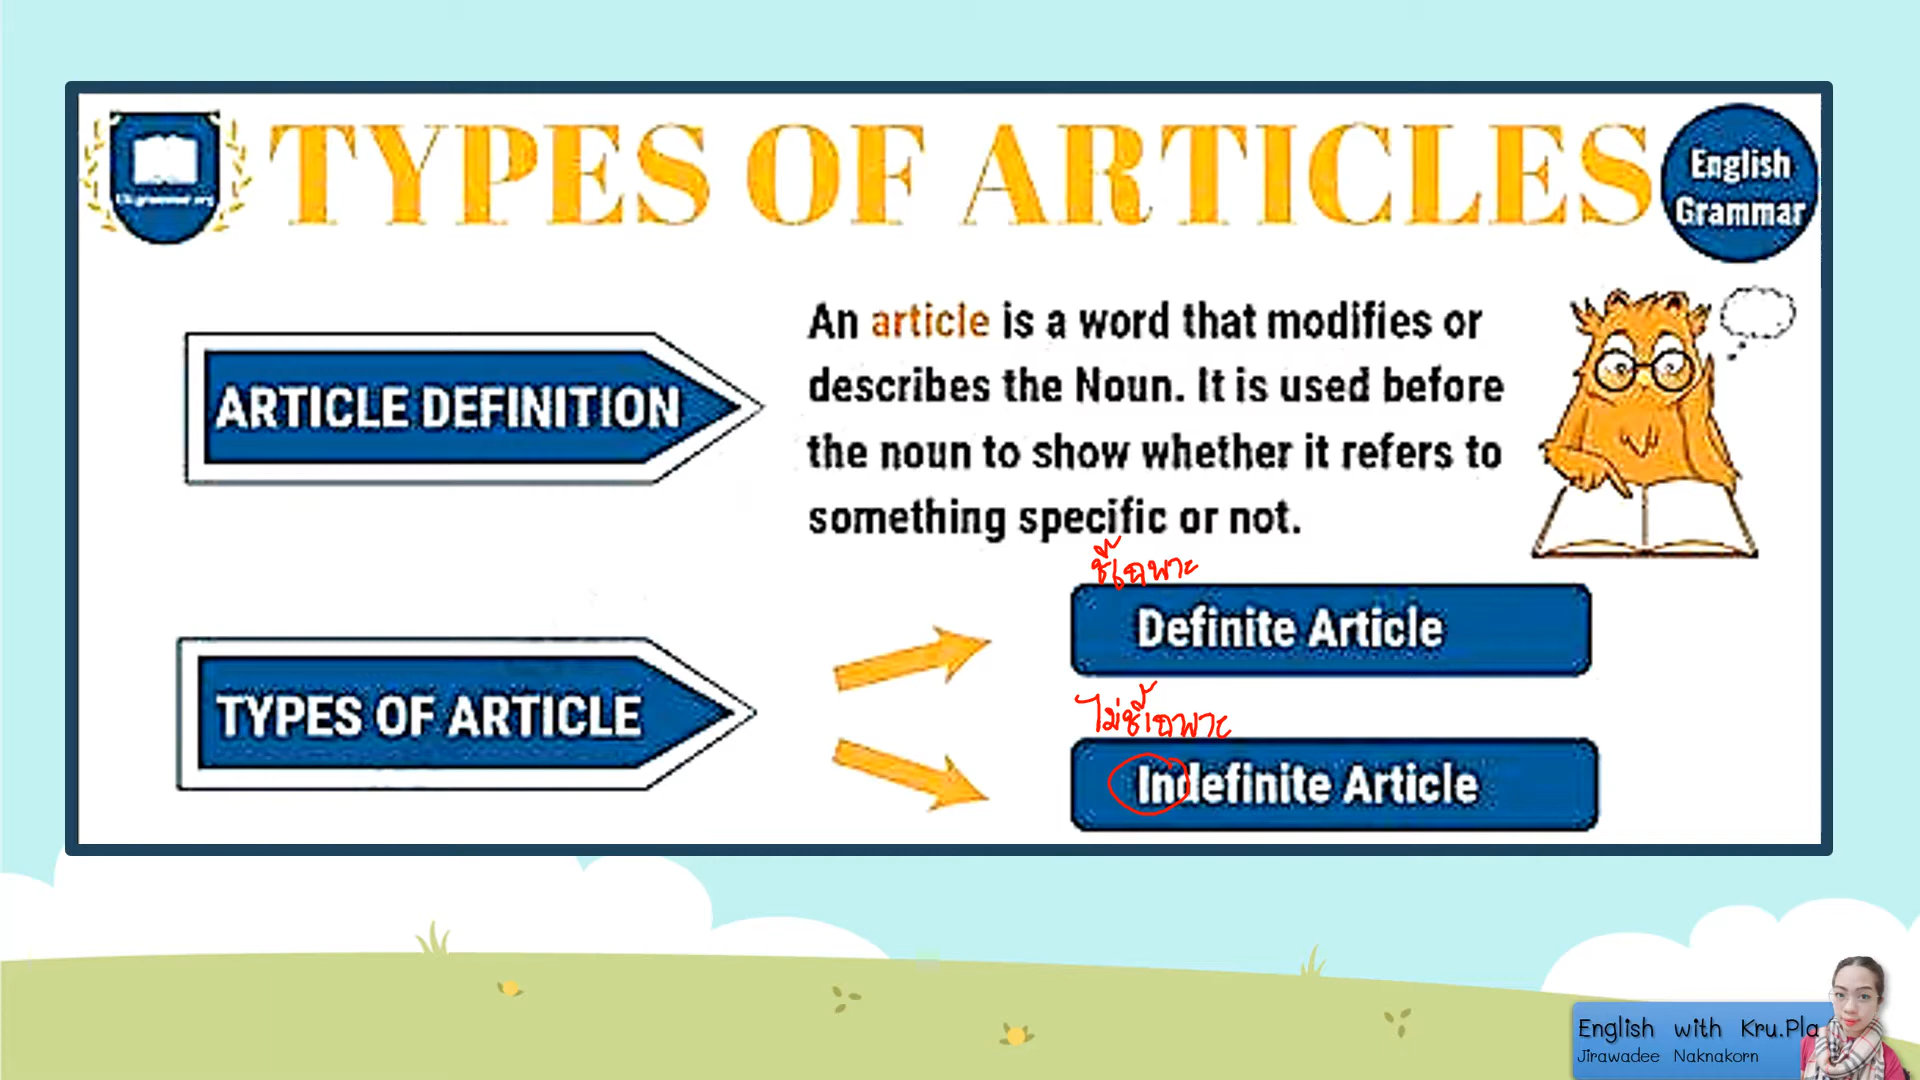 TYPES OF ARTICLES
English
Grammar
ARTICLE DEFINITION
An article is a word that modifies or
describes the Noun. It is used before
the noun to show whether it refers to
something specific or not.
ชี้เฉพาะ
Definite Article
TYPES OF ARTICLE
ไม่ชี้เฉพาะ
Indefinite Article
English with Kru.Pla
Jirawadee Naknakorn